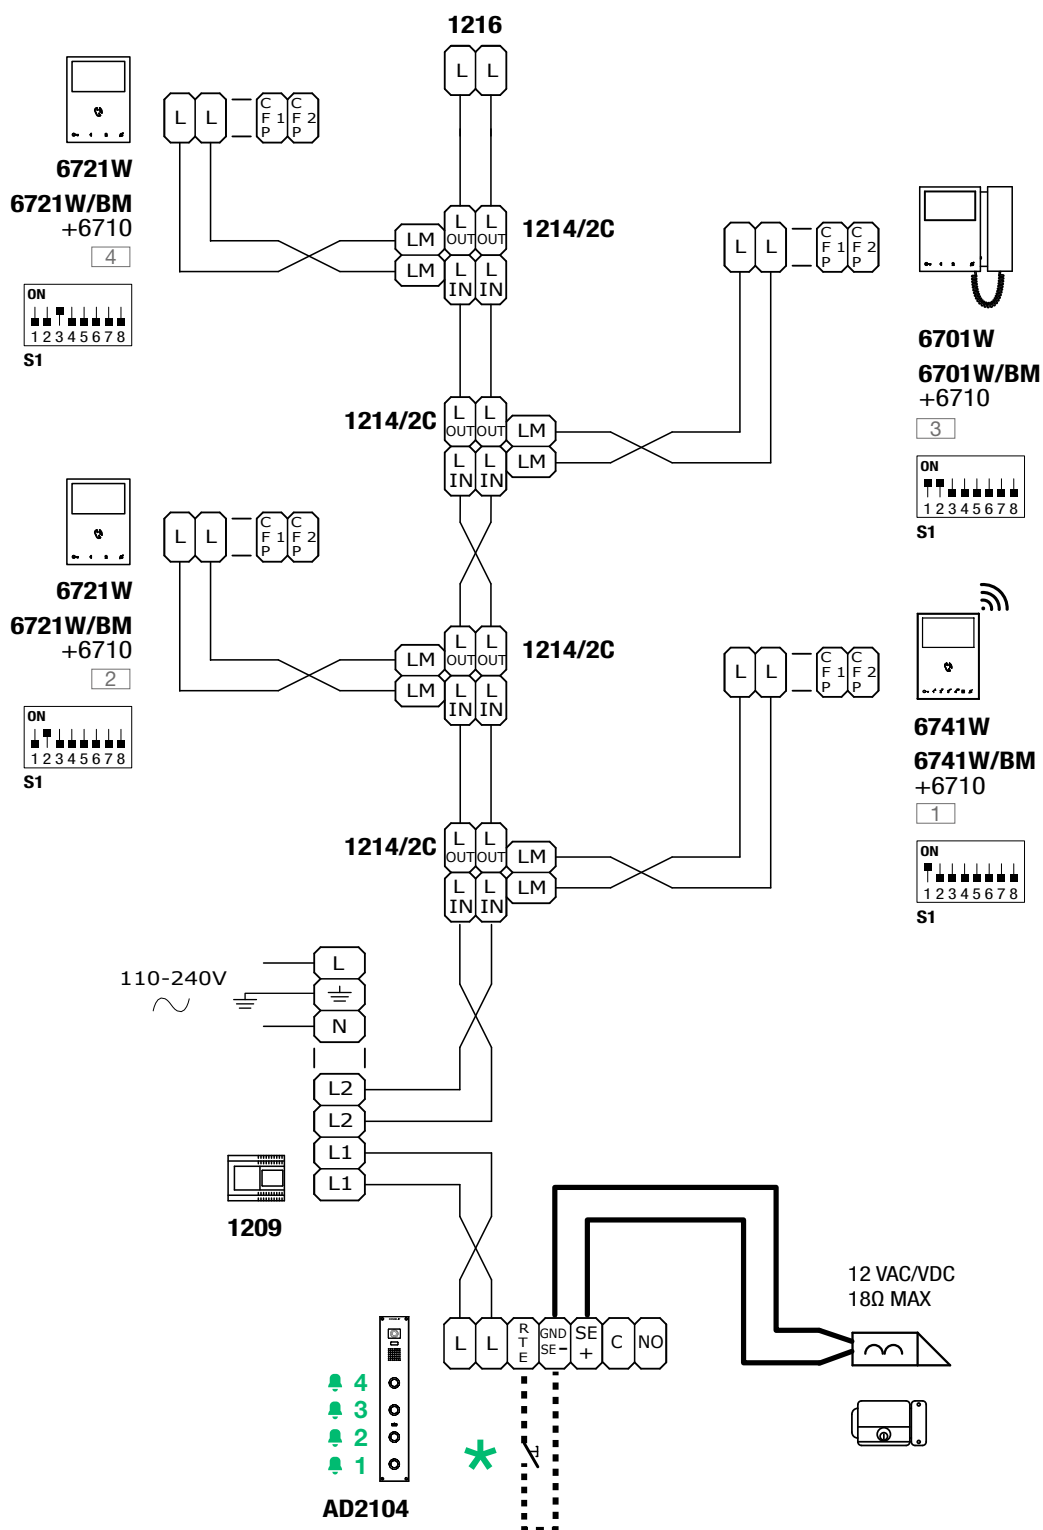 1216
L L
L L C F P 1 C F P 2
6721W
6721W/BM
+6710
4
ON
1 2 3 4 5 6 7 8
S1
LM
LM
L OUT L OUT
L IN L IN
1214/2C
L L C F P 1 C F P 2
6701W
6701W/BM
+6710
3
ON
1 2 3 4 5 6 7 8
S1
1214/2C
L OUT L OUT
L IN L IN
LM
LM
L L C F P 1 C F P 2
6721W
6721W/BM
+6710
2
ON
1 2 3 4 5 6 7 8
S1
LM
LM
L OUT L OUT
L IN L IN
1214/2C
L L C F P 1 C F P 2
6741W
6741W/BM
+6710
1
ON
1 2 3 4 5 6 7 8
S1
1214/2C
L OUT L OUT
L IN L IN
LM
LM
110-240V
L
N
L2
L2
L1
L1
1209
12 VAC/VDC
18Ω MAX
L L RTE GND SE- SE + C NO
4
3
2
1
*
AD2104